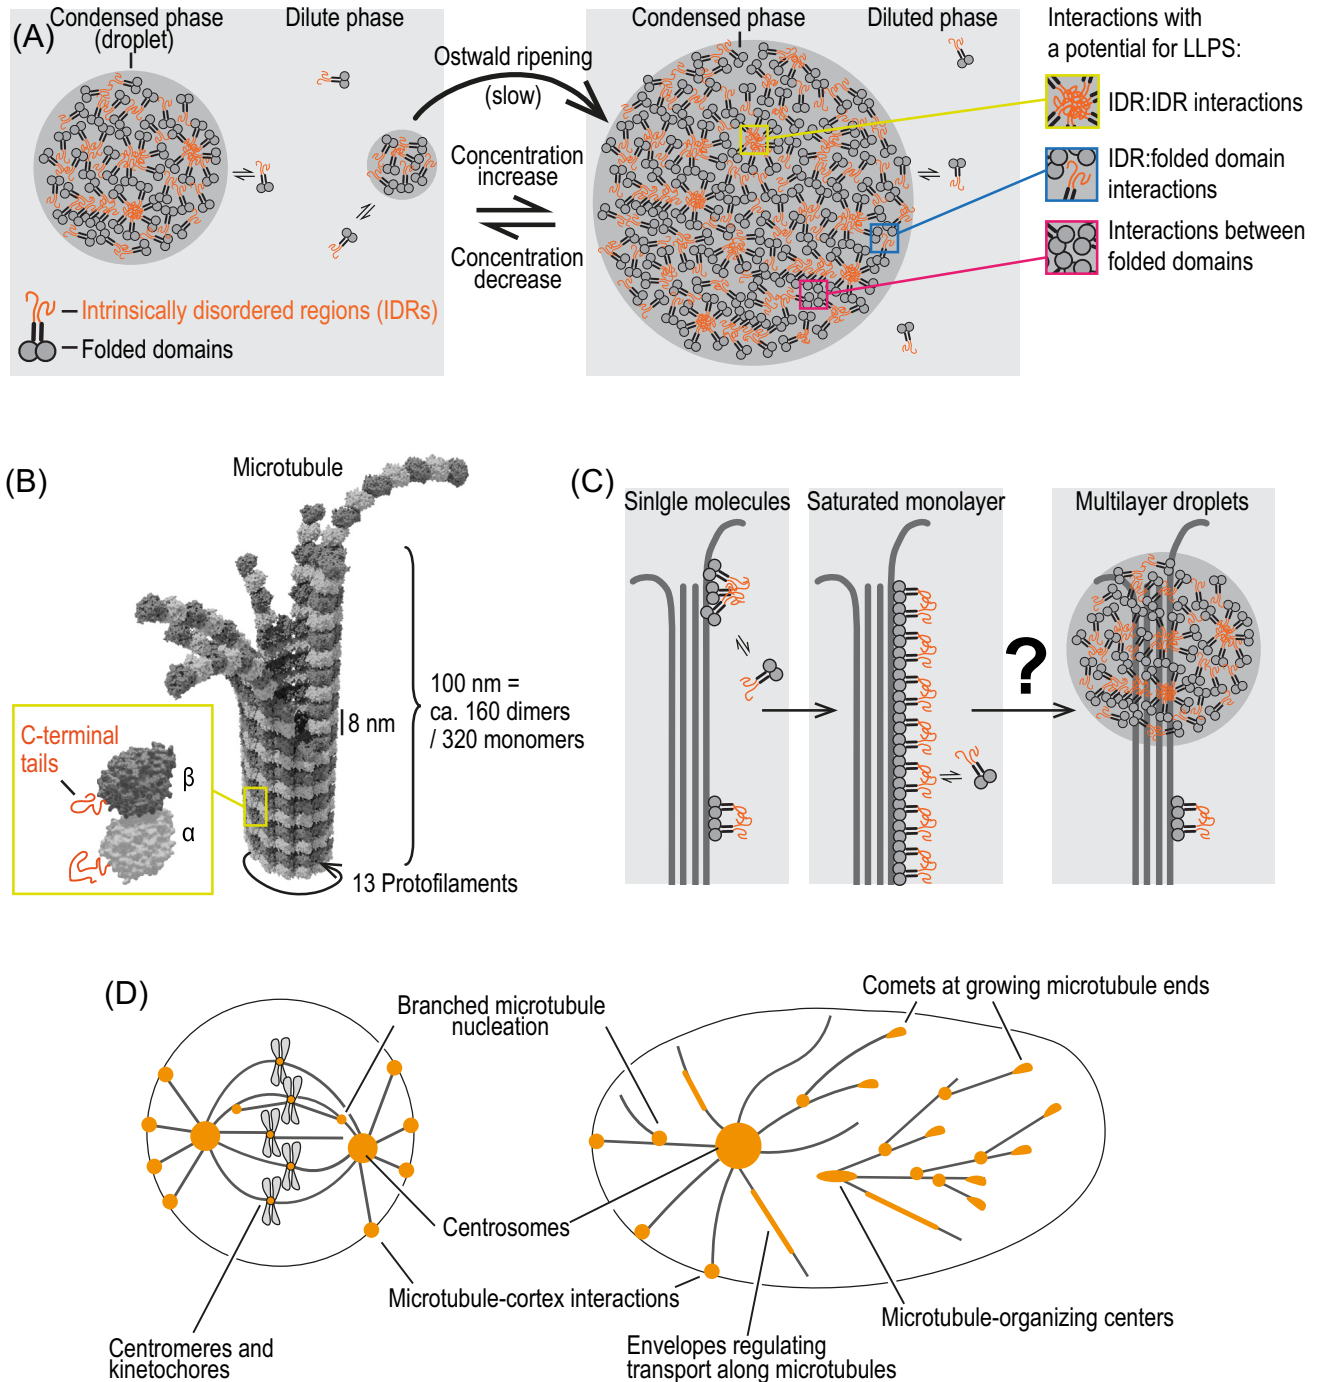 (A)
Condensed phase
(droplet)
Dilute phase
Ostwald ripening
(slow)
Concentration
increase
Concentration
decrease
Condensed phase
Diluted phase
Interactions with
a potential for LLPS:
IDR:IDR interactions
IDR:folded domain
interactions
Interactions between
folded domains
Intrinsically disordered regions (IDRs)
Folded domains
(B)
Microtubule
8 nm
100 nm =
ca. 160 dimers
/ 320 monomers
C-terminal
tails
β
α
13 Protofilaments
(C)
Sinlgle molecules
Saturated monolayer
Multilayer droplets
?
(D)
Branched microtubule
nucleation
Comets at growing microtubule ends
Centrosomes
Microtubule-cortex interactions
Centromeres and
kinetochores
Envelopes regulating
transport along microtubules
Microtubule-organizing centers